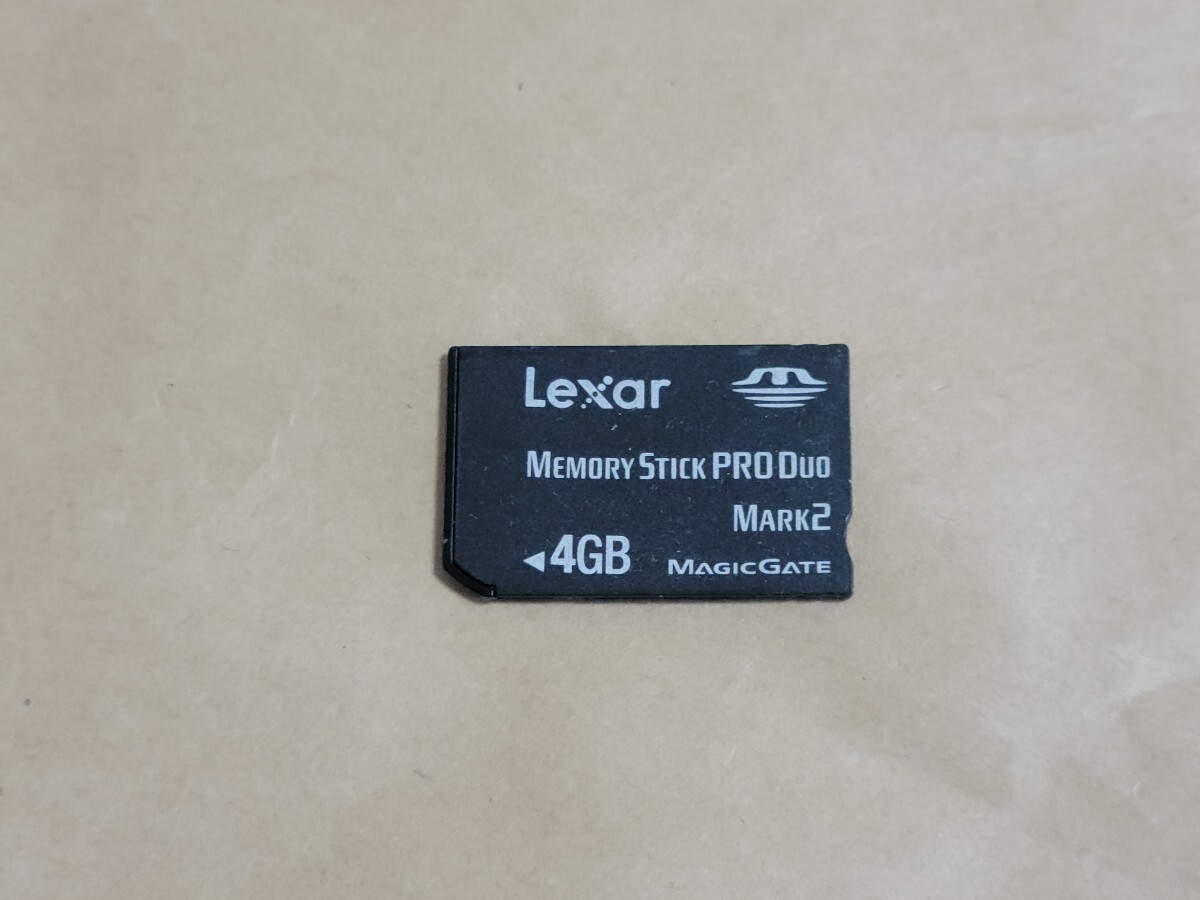 Lexar
MEMORY STICK PRO DUO
MARK2
◄4GB MAGICGATE